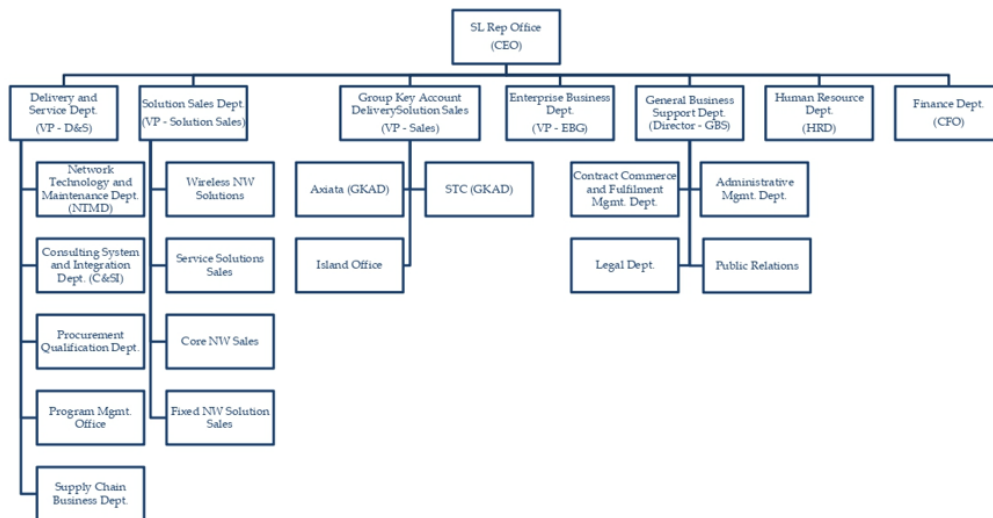 SL Rep Office
(CEO)
Delivery and
Service Dept.
(VP - D&S)
Solution Sales Dept.
(VP - Solution Sales)
Group Key Account
DeliverySolution Sales
(VP - Sales)
Enterprise Business
Dept.
(VP - EBG)
General Business
Support Dept.
(Director - GBS)
Human Resource
Dept.
(HRD)
Finance Dept.
(CFO)
Network
Technology and
Maintenance Dept.
(NTMD)
Wireless NW
Solutions
Axiata (GKAD)
STC (GKAD)
Contract Commerce
and Fulfilment
Mgmt. Dept.
Administrative
Mgmt. Dept.
Consulting System
and Integration
Dept. (C&SI)
Service Solutions
Sales
Island Office
Legal Dept.
Public Relations
Procurement
Qualification Dept.
Core NW Sales
Program Mgmt.
Office
Fixed NW Solution
Sales
Supply Chain
Business Dept.